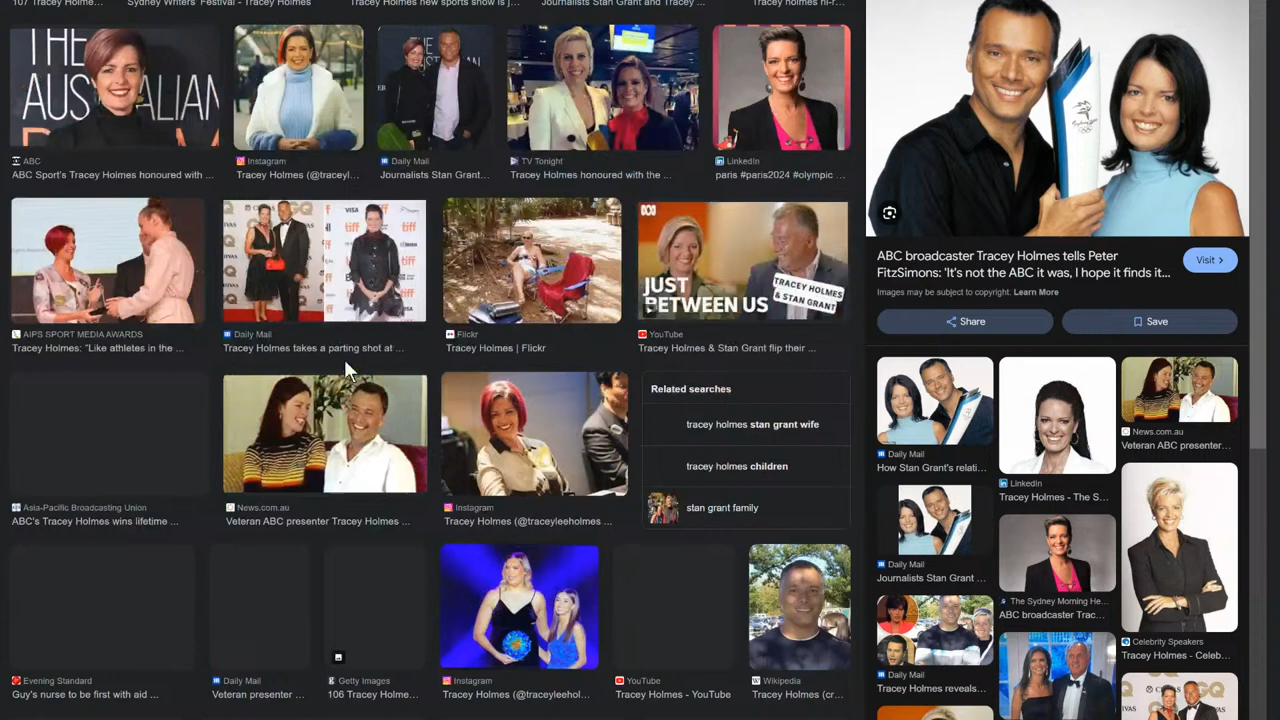 107 Tracey Holme...
Sydney Writers' Festival - Tracey Holmes
Tracey Holmes new sports show is j...
Journalists Stan Grant and Tracey ...
Tracey holmes hi-r...
THE
AUSTRALIAN
ABC
ABC Sport's Tracey Holmes honoured with ...
Instagram
Tracey Holmes (@traceyl...
Daily Mail
Journalists Stan Grant...
TV Tonight
Tracey Holmes honoured with the ...
LinkedIn
paris #paris2024 #olympic ...
GQ
VISA
tiff
JUST
BETWEEN US
TRACEY HOLMES
& STAN GRANT
AIPS SPORT MEDIA AWARDS
Tracey Holmes: “Like athletes in the ...
Daily Mail
Tracey Holmes takes a parting shot at ...
Flickr
Tracey Holmes | Flickr
YouTube
Tracey Holmes & Stan Grant flip their ...
Asia-Pacific Broadcasting Union
ABC's Tracey Holmes wins lifetime ...
News.com.au
Veteran ABC presenter Tracey Holmes ...
Instagram
Tracey Holmes (@traceyleeholmes ...
Related searches
tracey holmes stan grant wife
tracey holmes children
stan grant family
Evening Standard
Guy's nurse to be first with aid ...
Daily Mail
Veteran presenter ...
Getty Images
106 Tracey Holme...
Instagram
Tracey Holmes (@traceyleehol...
YouTube
Tracey Holmes - YouTube
Wikipedia
Tracey Holmes (cr...
ABC broadcaster Tracey Holmes tells Peter
FitzSimons: 'It's not the ABC it was, I hope it finds it...
Visit
Images may be subject to copyright. Learn More
Share
Save
Daily Mail
How Stan Grant's relati...
LinkedIn
Tracey Holmes - The S...
News.com.au
Veteran ABC presenter...
Daily Mail
Journalists Stan Grant ...
The Sydney Morning He...
ABC broadcaster Trac...
Celebrity Speakers
Tracey Holmes - Celeb...
Daily Mail
Tracey Holmes reveals...
GQ